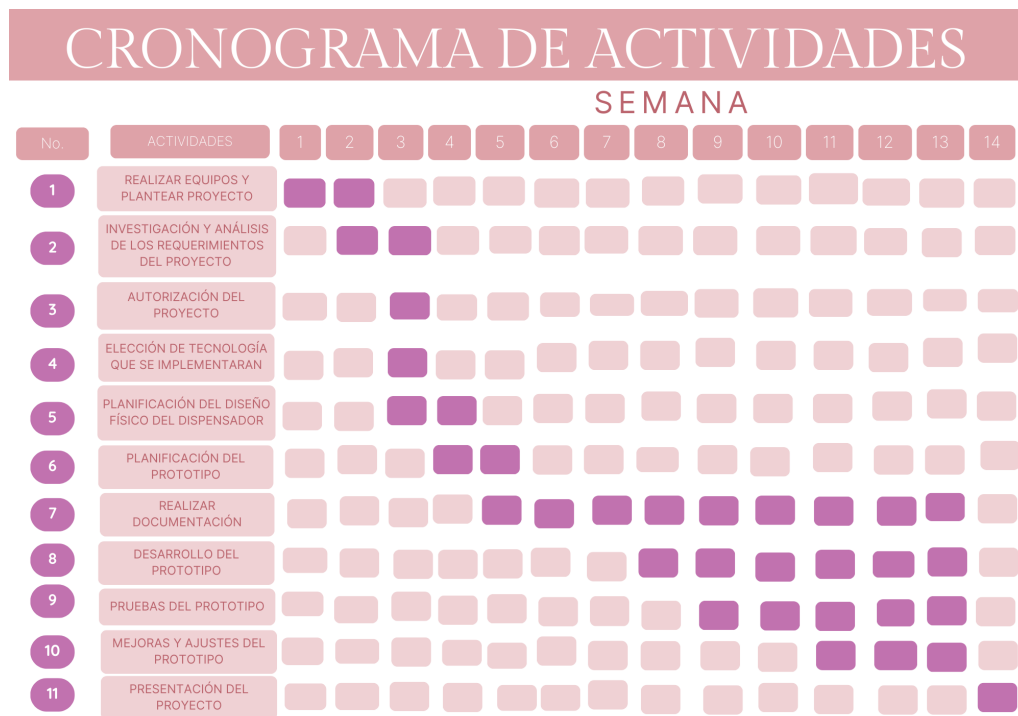 CRONOGRAMA DE ACTIVIDADES
SEMANA
No. ACTIVIDADES 1 2 3 4 5 6 7 8 9 10 11 12 13 14
1 REALIZAR EQUIPOS Y
PLANTEAR PROYECTO
2 INVESTIGACIÓN Y ANÁLISIS
DE LOS REQUERIMIENTOS
DEL PROYECTO
3 AUTORIZACIÓN DEL
PROYECTO
4 ELECCIÓN DE TECNOLOGÍA
QUE SE IMPLEMENTARAN
5 PLANIFICACIÓN DEL DISEÑO
FÍSICO DEL DISPENSADOR
6 PLANIFICACIÓN DEL
PROTOTIPO
7 REALIZAR
DOCUMENTACIÓN
8 DESARROLLO DEL
PROTOTIPO
9 PRUEBAS DEL PROTOTIPO
10 MEJORAS Y AJUSTES DEL
PROTOTIPO
11 PRESENTACIÓN DEL
PROYECTO